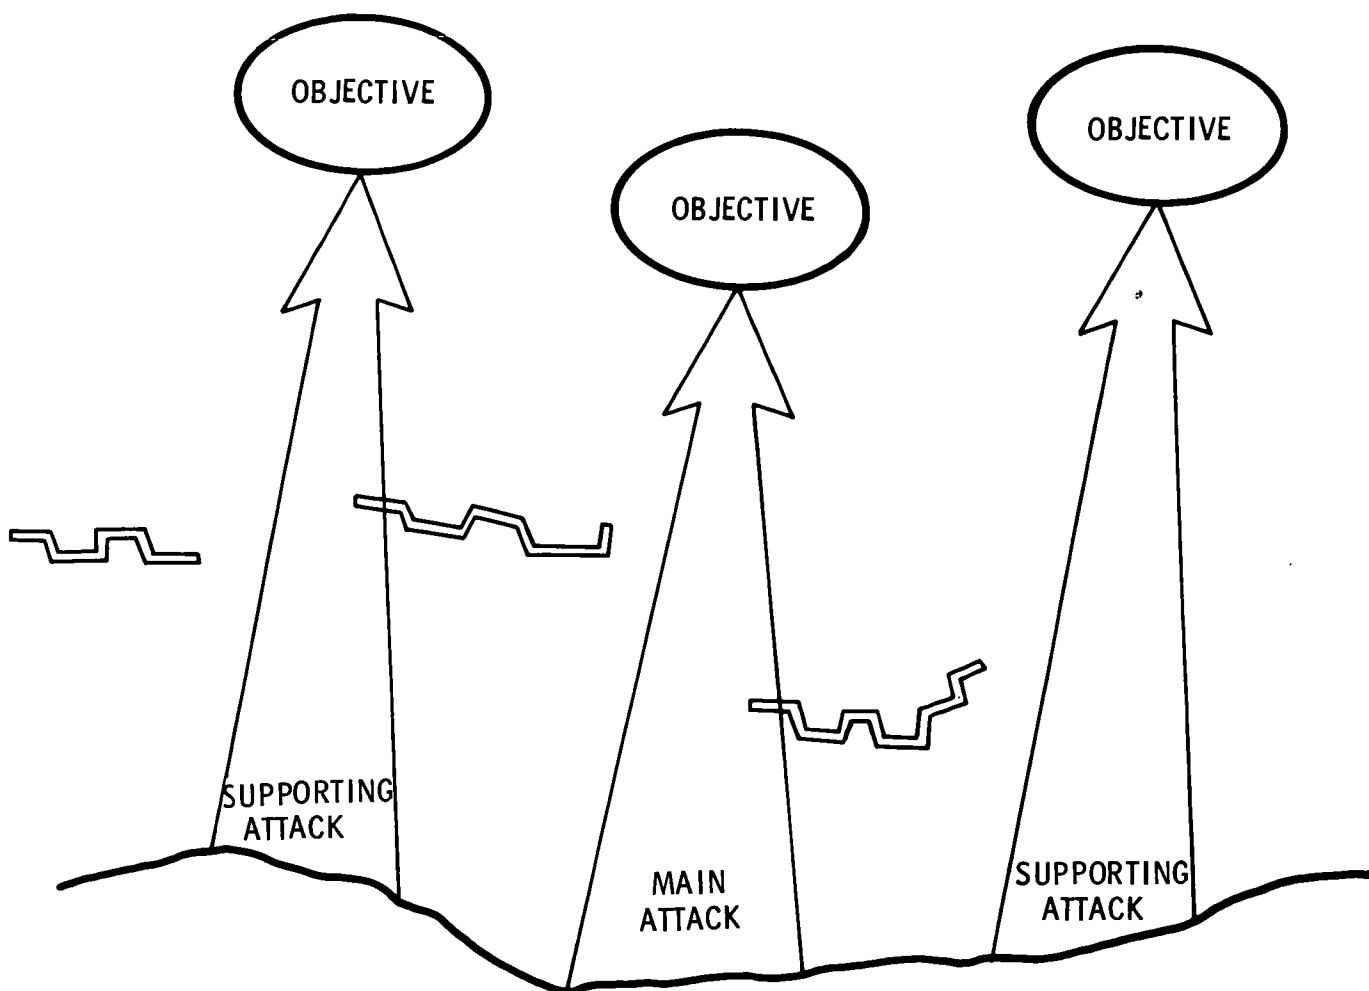 OBJECTIVE
OBJECTIVE
OBJECTIVE
SUPPORTING
ATTACK
MAIN
ATTACK
SUPPORTING
ATTACK